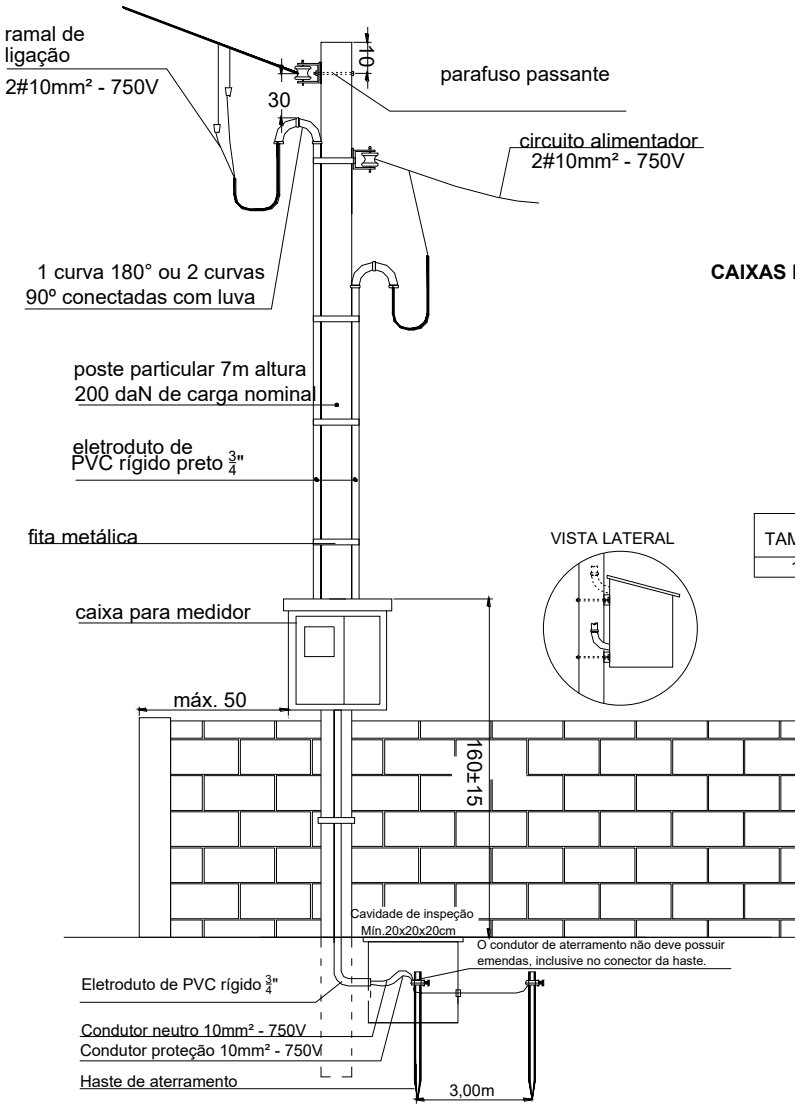 ramal de
ligação
2#10mm² - 750V
10
30
parafuso passante
circuito alimentador
2#10mm² - 750V
1 curva 180° ou 2 curvas
90º conectadas com luva
CAIXAS
poste particular 7m altura
200 daN de carga nominal
eletroduto de
PVC rígido preto ¾"
fita metálica
VISTA LATERAL
caixa para medidor
máx. 50
160±15
Cavidade de inspeção
Mín.20x20x20cm
O condutor de aterramento não deve possuir
emendas, inclusive no conector da haste.
Eletroduto de PVC rígido ¾"
Condutor neutro 10mm² - 750V
Condutor proteção 10mm² - 750V
Haste de aterramento
3,00m